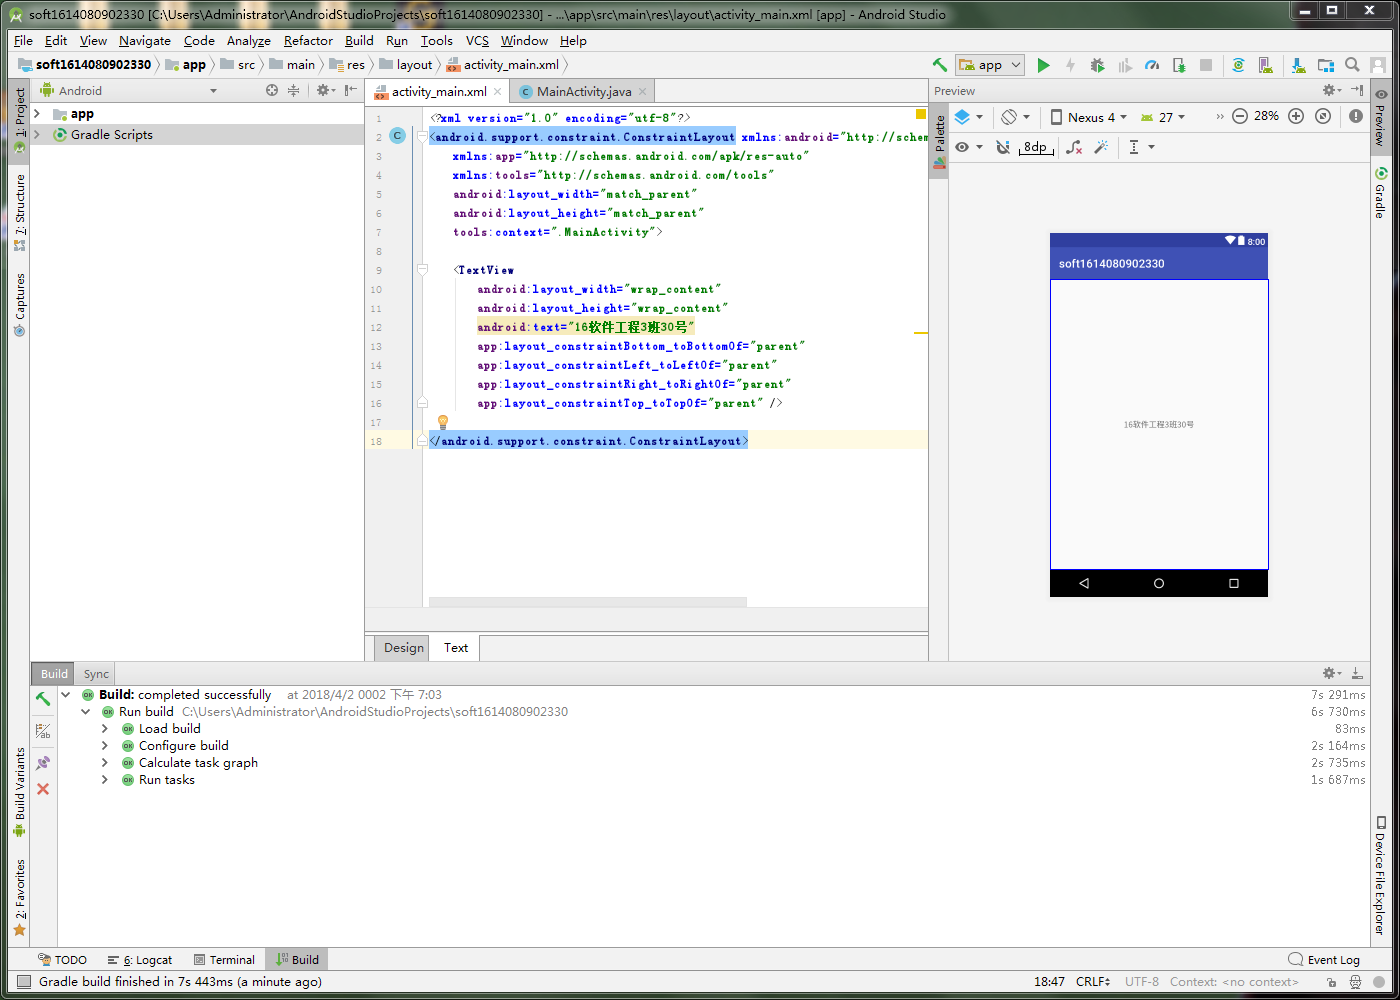 soft1614080902330 [C:\Users\Administrator\AndroidStudioProjects\soft1614080902330] - ...\app\src\main\res\layout\activity_main.xml [app] - Android Studio
File Edit View Navigate Code Analyze Refactor Build Run Tools VCS Window Help
soft1614080902330 app src main res layout activity_main.xml app
Android
app
Gradle Scripts
1: Project
7: Structure
Captures
Build Variants
2: Favorites
activity_main.xml MainActivity.java
1 <?xml version="1.0" encoding="utf-8"?>
2 C <android.support.constraint.ConstraintLayout xmlns:android="http://schem
3 xmlns:app="http://schemas.android.com/apk/res-auto"
4 xmlns:tools="http://schemas.android.com/tools"
5 android:layout_width="match_parent"
6 android:layout_height="match_parent"
7 tools:context=".MainActivity">
8
9 <TextView
10 android:layout_width="wrap_content"
11 android:layout_height="wrap_content"
12 android:text="16软件工程3班30号"
13 app:layout_constraintBottom_toBottomOf="parent"
14 app:layout_constraintLeft_toLeftOf="parent"
15 app:layout_constraintRight_toRightOf="parent"
16 app:layout_constraintTop_toTopOf="parent" />
17
18 </android.support.constraint.ConstraintLayout>
Design Text
Preview
Palette
Nexus 4 27 28%
8dp
8:00
soft1614080902330
16软件工程3班30号
Preview
Gradle
Device File Explorer
Build Sync
OK Build: completed successfully at 2018/4/2 0002 下午 7:03 7s 291ms
OK Run build C:\Users\Administrator\AndroidStudioProjects\soft1614080902330 6s 730ms
OK Load build 83ms
OK Configure build 2s 164ms
OK Calculate task graph 2s 735ms
OK Run tasks 1s 687ms
TODO 6: Logcat Terminal Build Event Log
Gradle build finished in 7s 443ms (a minute ago) 18:47 CRLF UTF-8 Context: <no context>